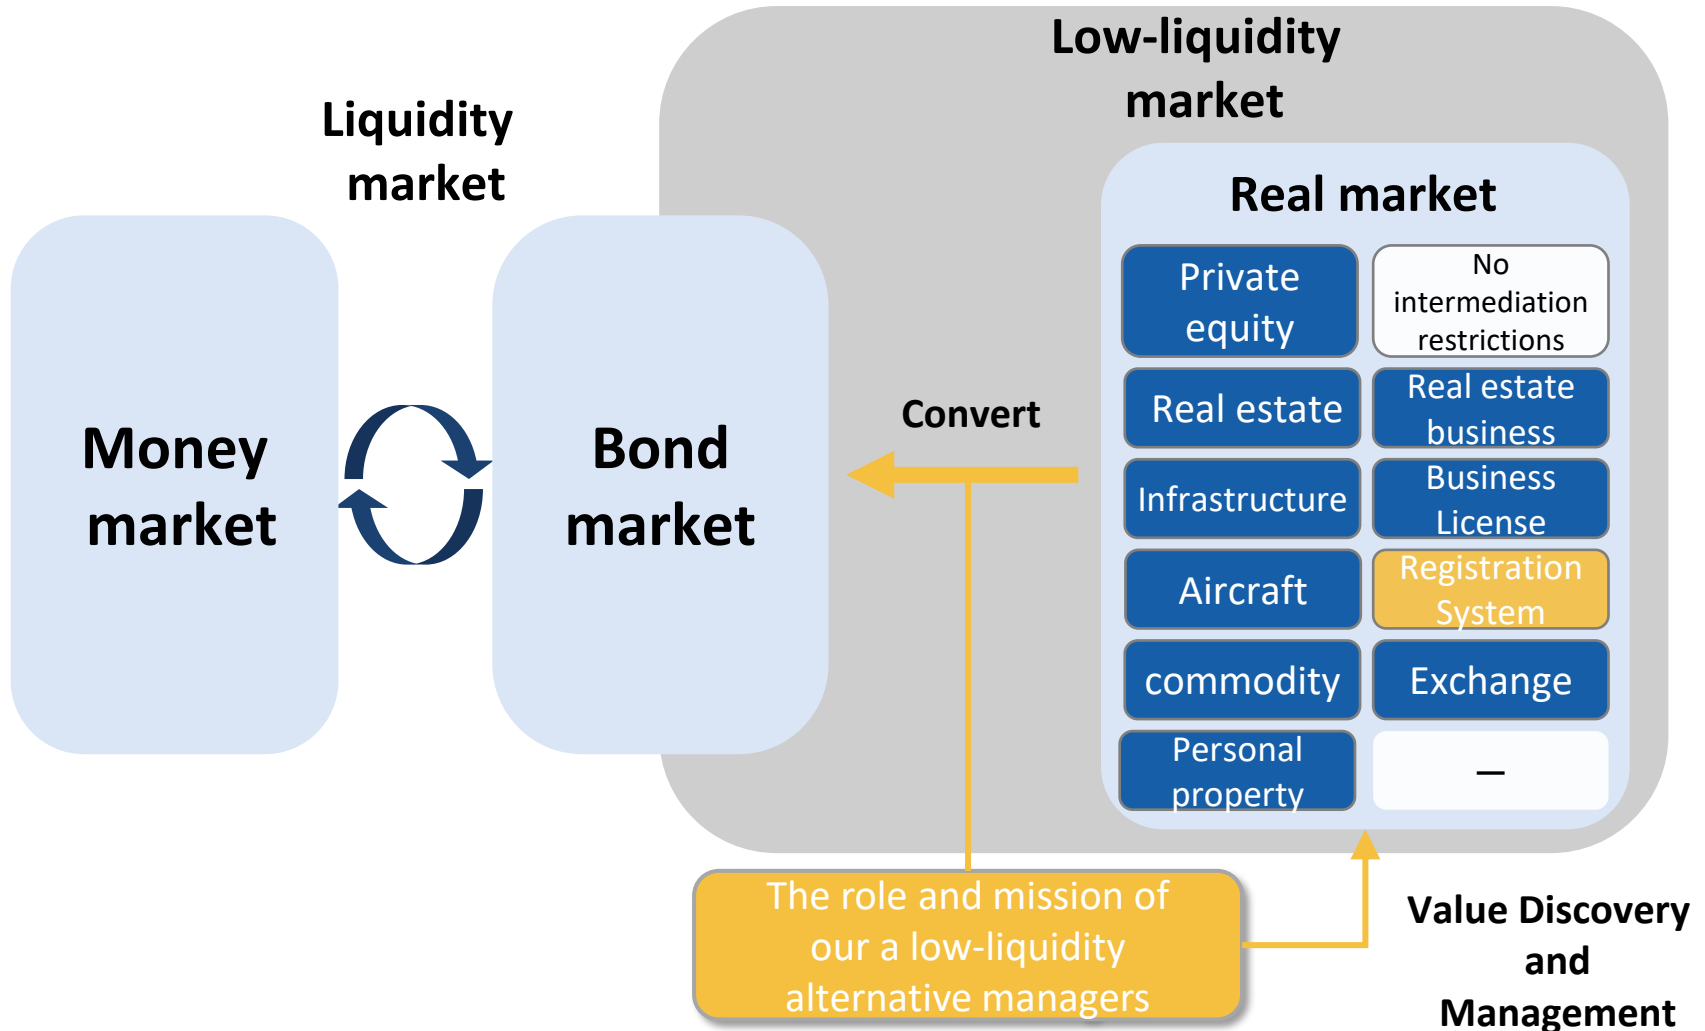 Low-liquidity
market
Liquidity
market
Real market
Money
market
Bond
market
Convert
Private
equity
No
intermediation
restrictions
Real estate
Real estate
business
Infrastructure
Business
License
Aircraft
Registration
System
commodity
Exchange
Personal
property
—
The role and mission of
our a low-liquidity
alternative managers
Value Discovery
and
Management